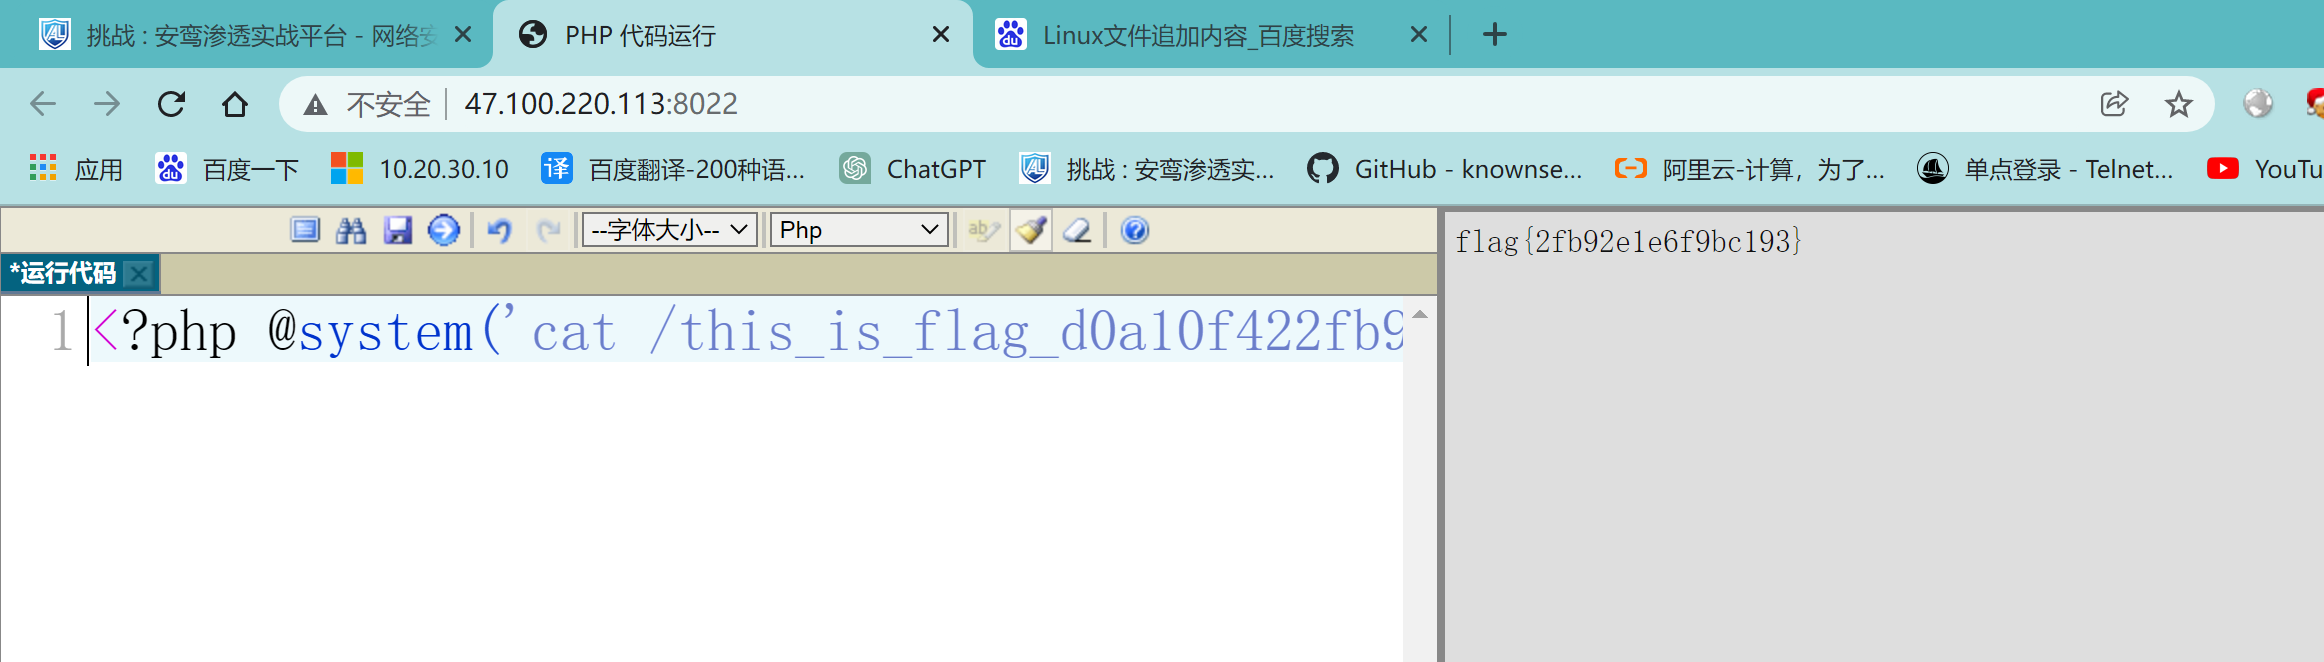 挑战 : 安鸾渗透实战平台 - 网络安
PHP 代码运行
Linux文件追加内容_百度搜索
不安全 47.100.220.113:8022
应用 百度一下 10.20.30.10 百度翻译-200种语... ChatGPT 挑战 : 安鸾渗透实... GitHub - knownse... 阿里云-计算，为了... 单点登录 - Telnet... YouTu
--字体大小-- Php
*运行代码
1 <?php @system('cat /this_is_flag_d0a10f422fb9
flag{2fb92e1e6f9bc193}